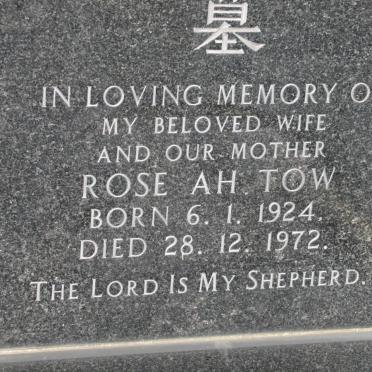 墓
IN LOVING MEMORY O
MY BELOVED WIFE
AND OUR MOTHER
ROSE AH TOW
BORN 6. 1. 1924.
DIED 28. 12. 1972.
THE LORD IS MY SHEPHERD.